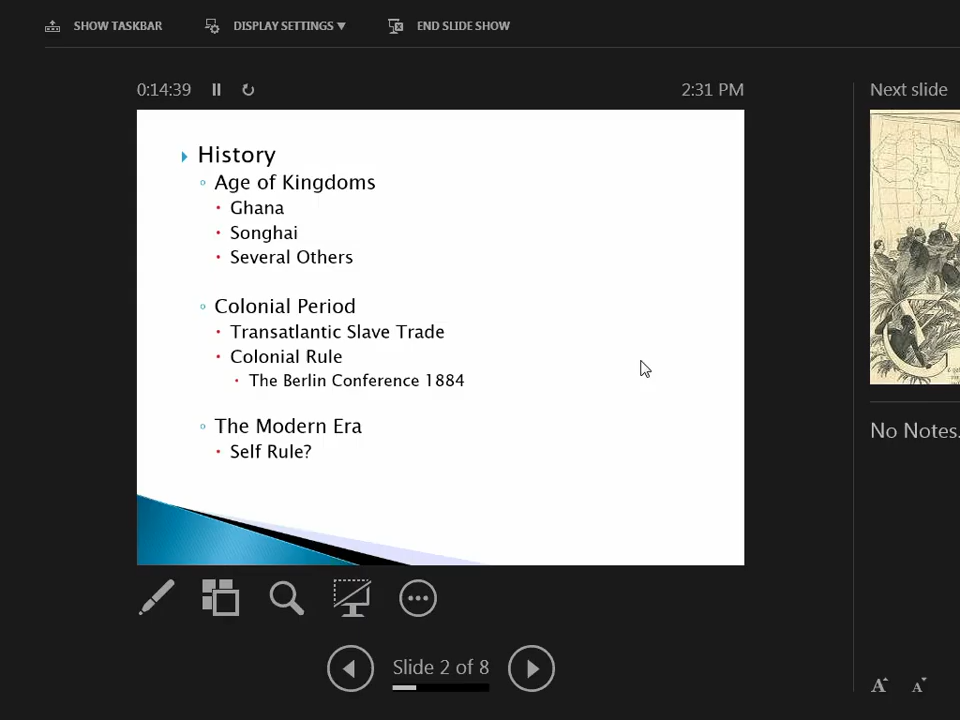 SHOW TASKBAR DISPLAY SETTINGS ▼ END SLIDE SHOW
0:14:39 2:31 PM Next slide
History
Age of Kingdoms
Ghana
Songhai
Several Others
Colonial Period
Transatlantic Slave Trade
Colonial Rule
The Berlin Conference 1884
The Modern Era
Self Rule?
No Notes.
Slide 2 of 8
A A